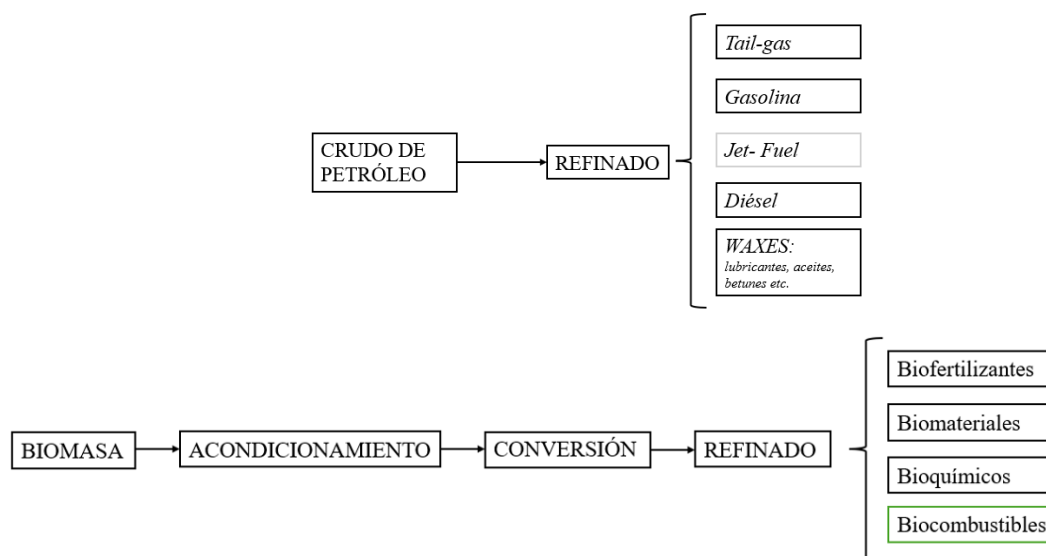 Tail-gas
Gasolina
CRUDO DE
PETRÓLEO
REFINADO
Jet- Fuel
Diésel
WAXES:
lubricantes, aceites,
betunes etc.
BIOMASA
ACONDICIONAMIENTO
CONVERSIÓN
REFINADO
Biofertilizantes
Biomateriales
Bioquímicos
Biocombustibles